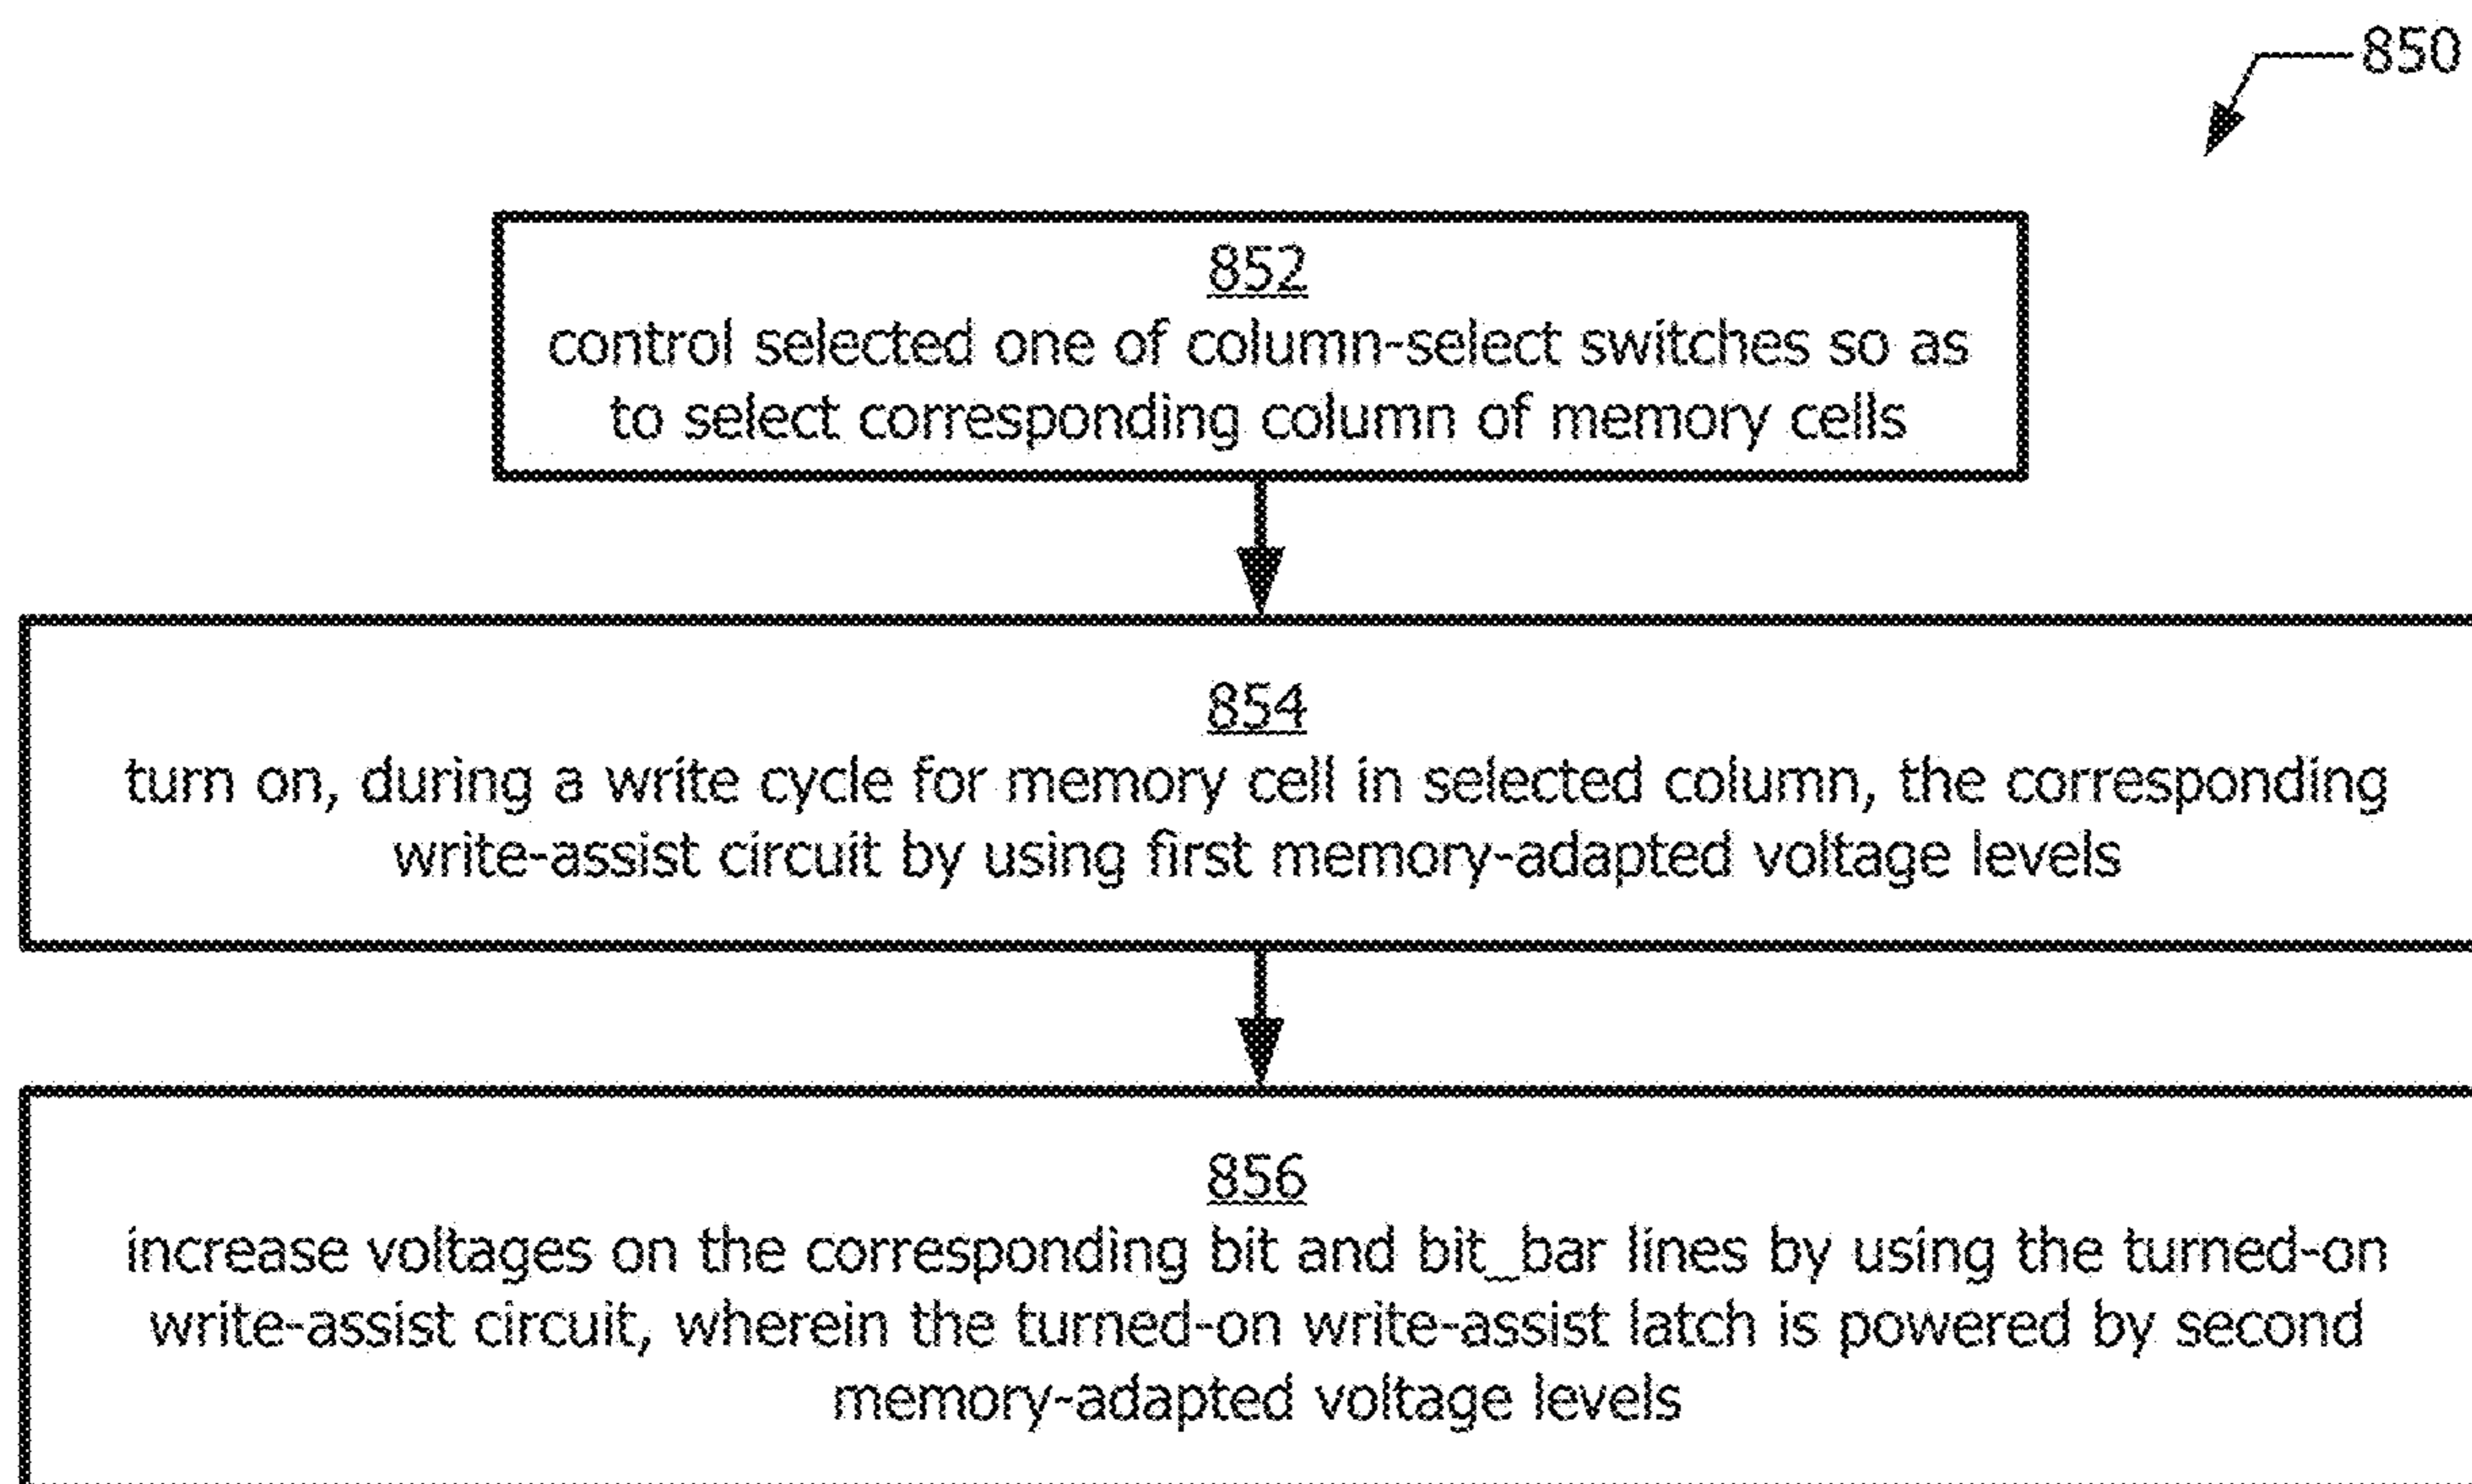 850
852
control selected one of column-select switches so as
to select corresponding column of memory cells
854
turn on, during a write cycle for memory cell in selected column, the corresponding
write-assist circuit by using first memory-adapted voltage levels
856
increase voltages on the corresponding bit and bit_bar lines by using the turned-on
write-assist circuit, wherein the turned-on write-assist latch is powered by second
memory-adapted voltage levels